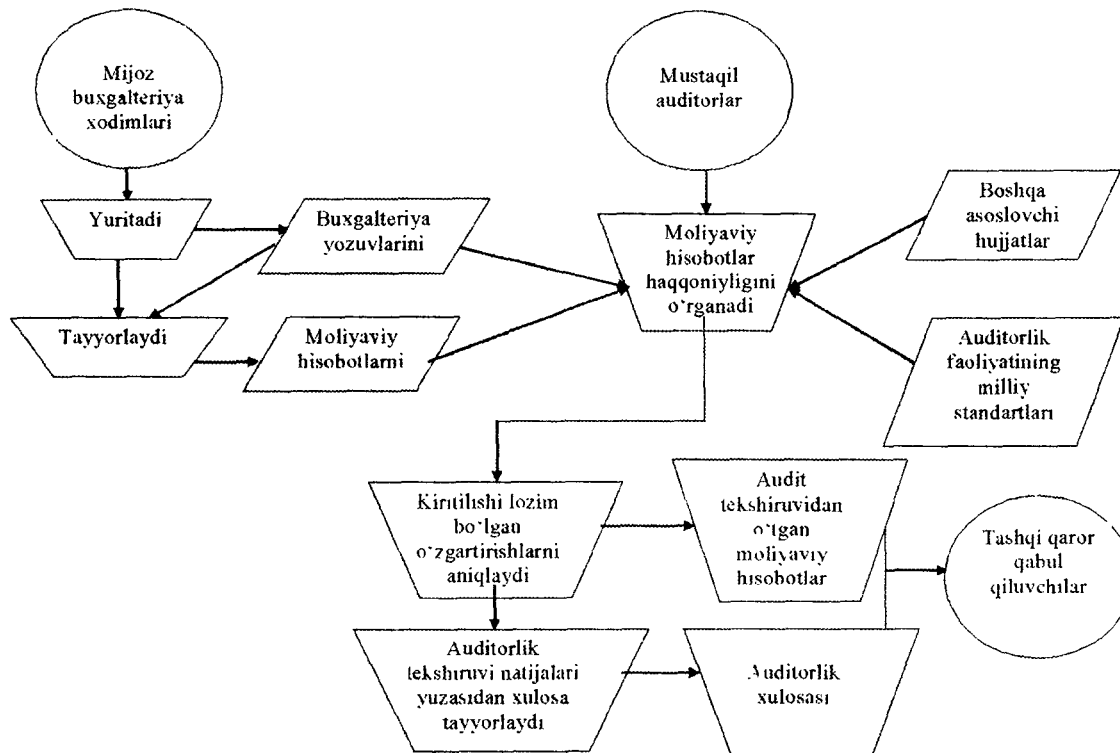 Mijoz
buxgalteriya
xodimlari
Mustaqil
auditorlar
Yuritadi
Buxgalteriya
yozuvlarini
Moliyaviy
hisobotlar
haqqoniyligini
o‘rganadi
Boshqa
asoslovchi
hujjatlar
Tayyorlaydi
Moliyaviy
hisobotlarni
Auditorlik
faoliyatining
milliy
standartlari
Kiritilishi lozim
bo‘lgan
o‘zgartirishlarni
aniqlaydi
Audit
tekshiruvidan
o‘tgan
moliyaviy
hisobotlar
Tashqi qaror
qabul
qiluvchilar
Auditorlik
tekshiruvi natijalari
yuzasidan xulosa
tayyorlaydi
Auditorlik
xulosasi